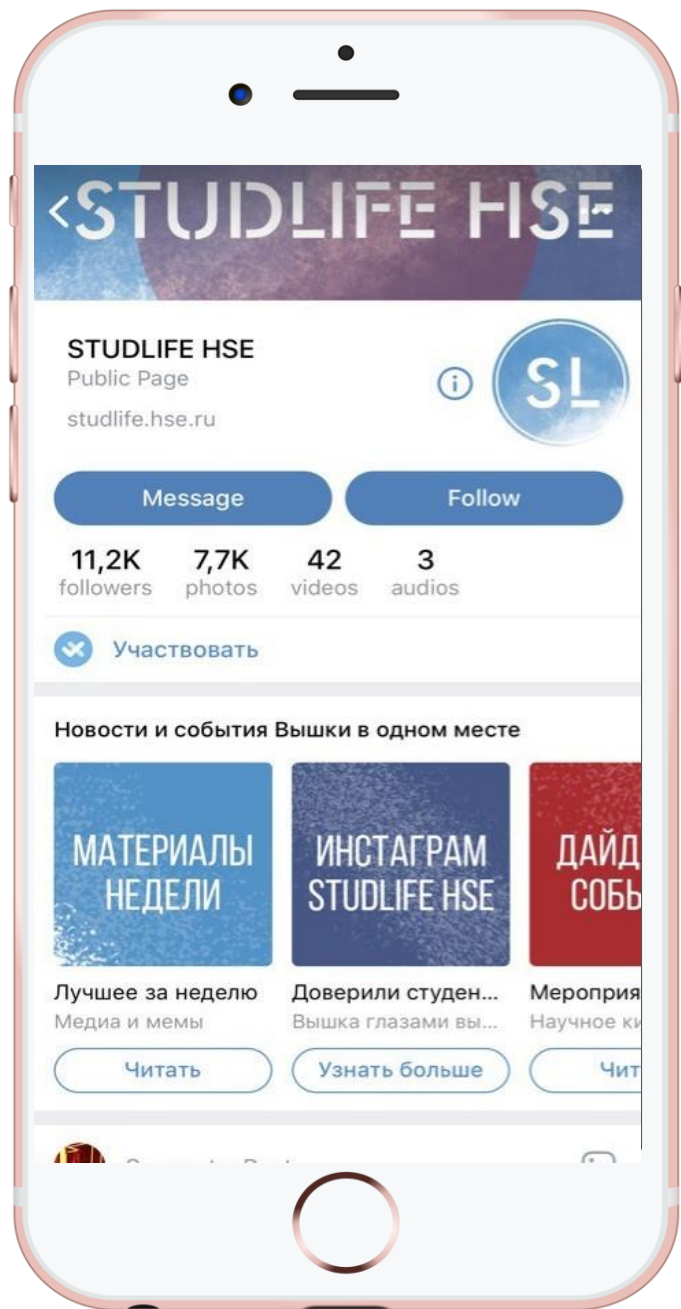 STUDLIFE HSE
STUDLIFE HSE
Public Page
studlife.hse.ru
SL
Message
Follow
11,2K 7,7K 42 3
followers photos videos audios
Участвовать
Новости и события Вышки в одном месте
МАТЕРИАЛЫ
НЕДЕЛИ
ИНСТАГРАМ
STUDLIFE HSE
ДАЙД
СОБЫ
Лучшее за неделю
Медиа и мемы
Читать
Доверили студен...
Вышка глазами вы...
Узнать больше
Мероприя
Научное ки
Чит